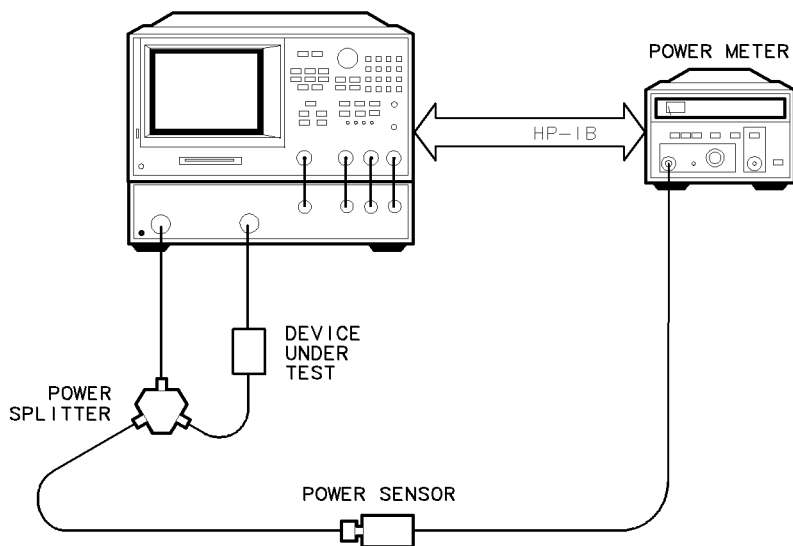 POWER METER
HP-IB
DEVICE
UNDER
TEST
POWER
SPLITTER
POWER SENSOR